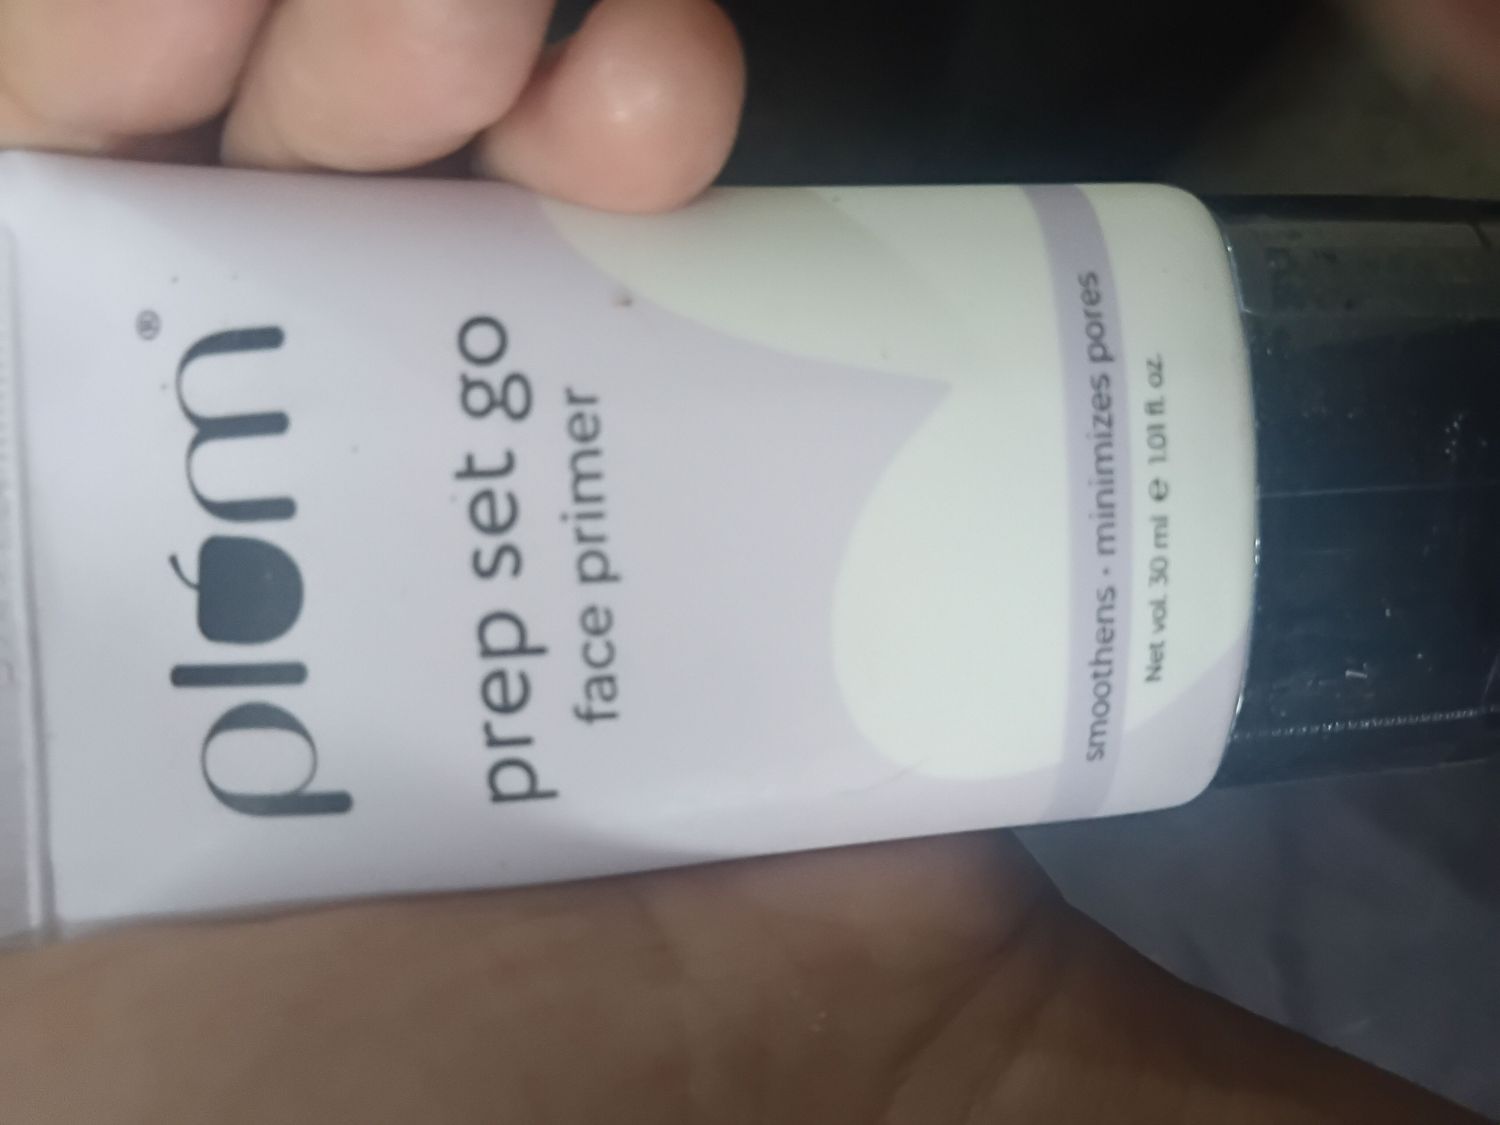 plum®
prep set go
face primer
smoothens • minimizes pores
Net vol. 30 ml e 1.01 fl. oz.